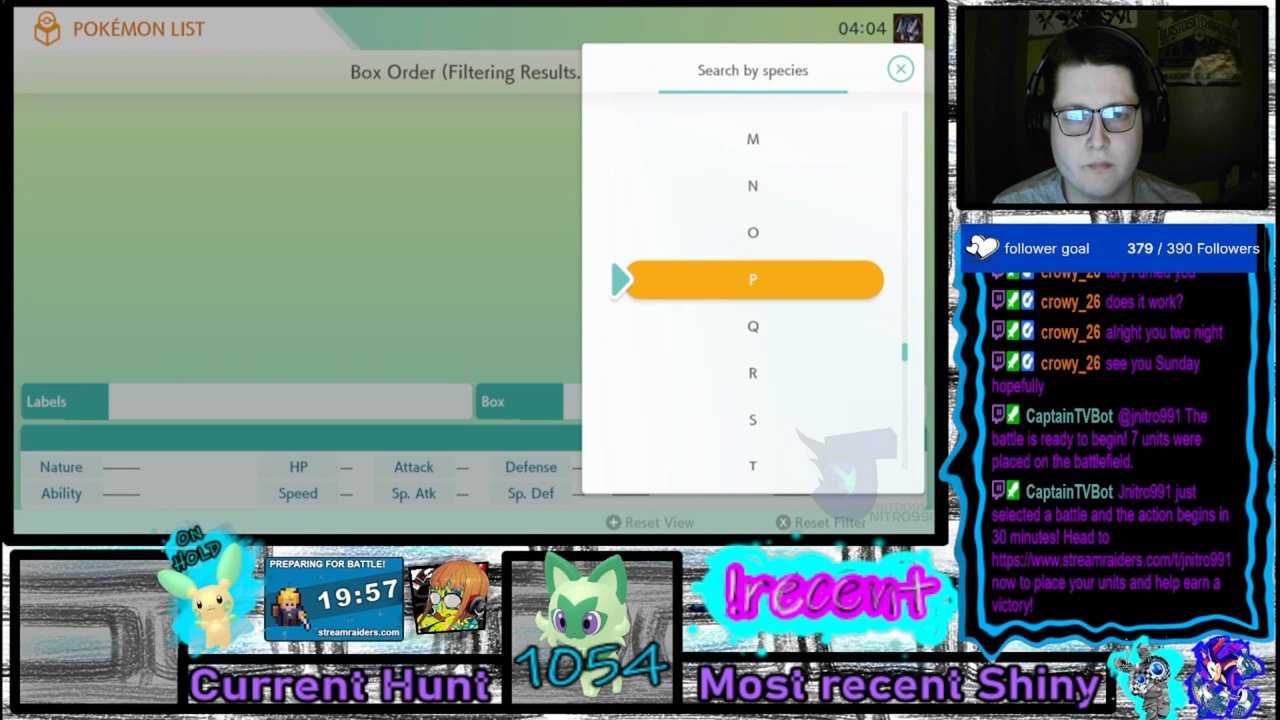 POKÉMON LIST
04:04
Box Order (Filtering Results.
Search by species
M
N
O
P
Q
R
S
T
Labels
Box
Nature
HP
Attack
Defense
Ability
Speed
Sp. Atk
Sp. Def
Reset View
Reset Filter
NITRO991
follower goal 379 / 390 Followers
crowy_26
crowy_26 does it work?
crowy_26 alright you two night
crowy_26 see you Sunday
hopefully
CaptainTVBot @jnitro991 The
battle is ready to begin! 7 units were
placed on the battlefield.
CaptainTVBot Jnitro991 just
selected a battle and the action begins in
30 minutes! Head to
https://www.streamraiders.com/t/jnitro991
now to place your units and help earn a
victory!
ON
HOLD
PREPARING FOR BATTLE!
19:57
streamraiders.com
Current Hunt
1054
!recent
Most recent Shiny